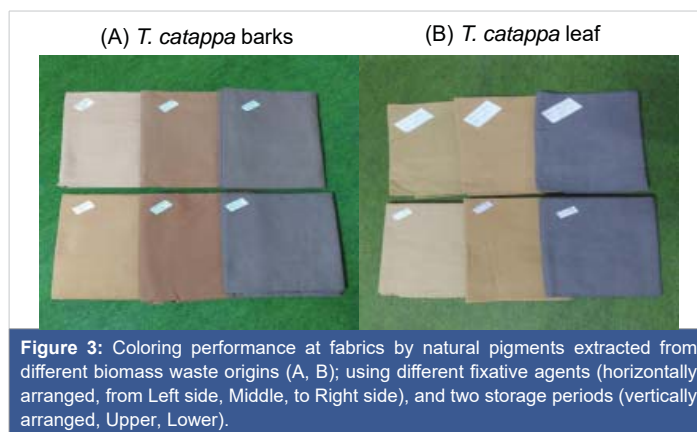 (A) T. catappa barks
(B) T. catappa leaf
Figure 3: Coloring performance at fabrics by natural pigments extracted from
different biomass waste origins (A, B); using different fixative agents (horizontally
arranged, from Left side, Middle, to Right side), and two storage periods (vertically
arranged, Upper, Lower).